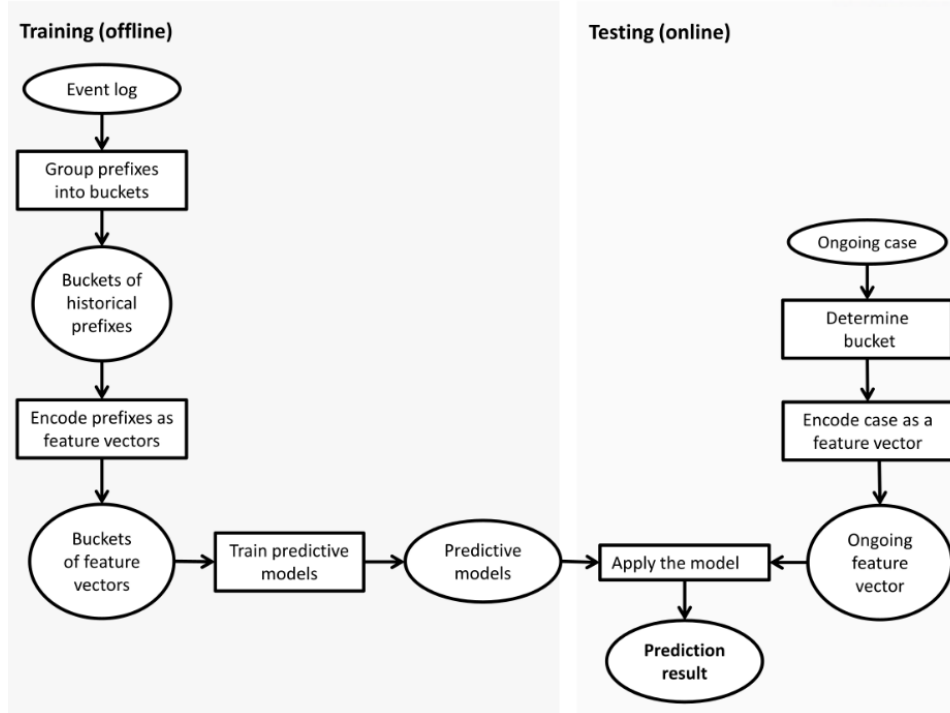 Training (offline)
Event log
Group prefixes
into buckets
Buckets of
historical
prefixes
Encode prefixes as
feature vectors
Buckets
of feature
vectors
Train predictive
models
Predictive
models
Testing (online)
Ongoing case
Determine
bucket
Encode case as a
feature vector
Ongoing
feature
vector
Apply the model
Prediction
result